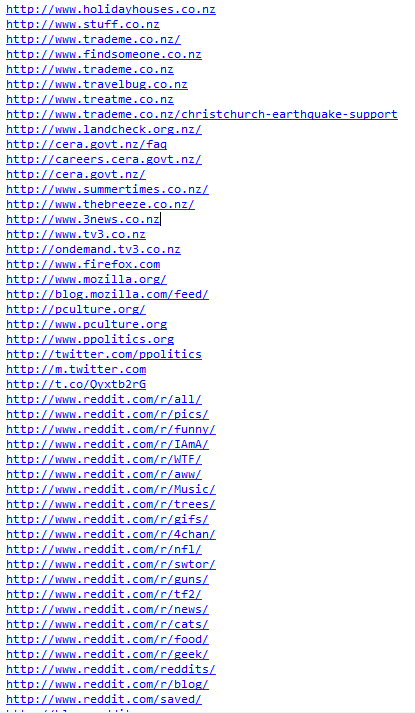 http://www.holidayhouses.co.nz
http://www.stuff.co.nz
http://www.trademe.co.nz/
http://www.findsomeone.co.nz
http://www.trademe.co.nz
http://www.travelbug.co.nz
http://www.treatme.co.nz
http://www.trademe.co.nz/christchurch-earthquake-support
http://www.landcheck.org.nz/
http://cera.govt.nz/faq
http://careers.cera.govt.nz/
http://cera.govt.nz/
http://www.summertimes.co.nz/
http://www.thebreeze.co.nz/
http://www.3news.co.nz
http://www.tv3.co.nz
http://ondemand.tv3.co.nz
http://www.firefox.com
http://www.mozilla.org/
http://blog.mozilla.com/feed/
http://pculture.org/
http://www.pculture.org
http://www.ppolitics.org
http://twitter.com/ppolitics
http://m.twitter.com
http://t.co/Qyxtb2rG
http://www.reddit.com/r/all/
http://www.reddit.com/r/pics/
http://www.reddit.com/r/funny/
http://www.reddit.com/r/IAmA/
http://www.reddit.com/r/WTF/
http://www.reddit.com/r/aww/
http://www.reddit.com/r/Music/
http://www.reddit.com/r/trees/
http://www.reddit.com/r/gifs/
http://www.reddit.com/r/4chan/
http://www.reddit.com/r/nfl/
http://www.reddit.com/r/swtor/
http://www.reddit.com/r/guns/
http://www.reddit.com/r/tf2/
http://www.reddit.com/r/news/
http://www.reddit.com/r/cats/
http://www.reddit.com/r/food/
http://www.reddit.com/r/geek/
http://www.reddit.com/reddits/
http://www.reddit.com/r/blog/
http://www.reddit.com/saved/